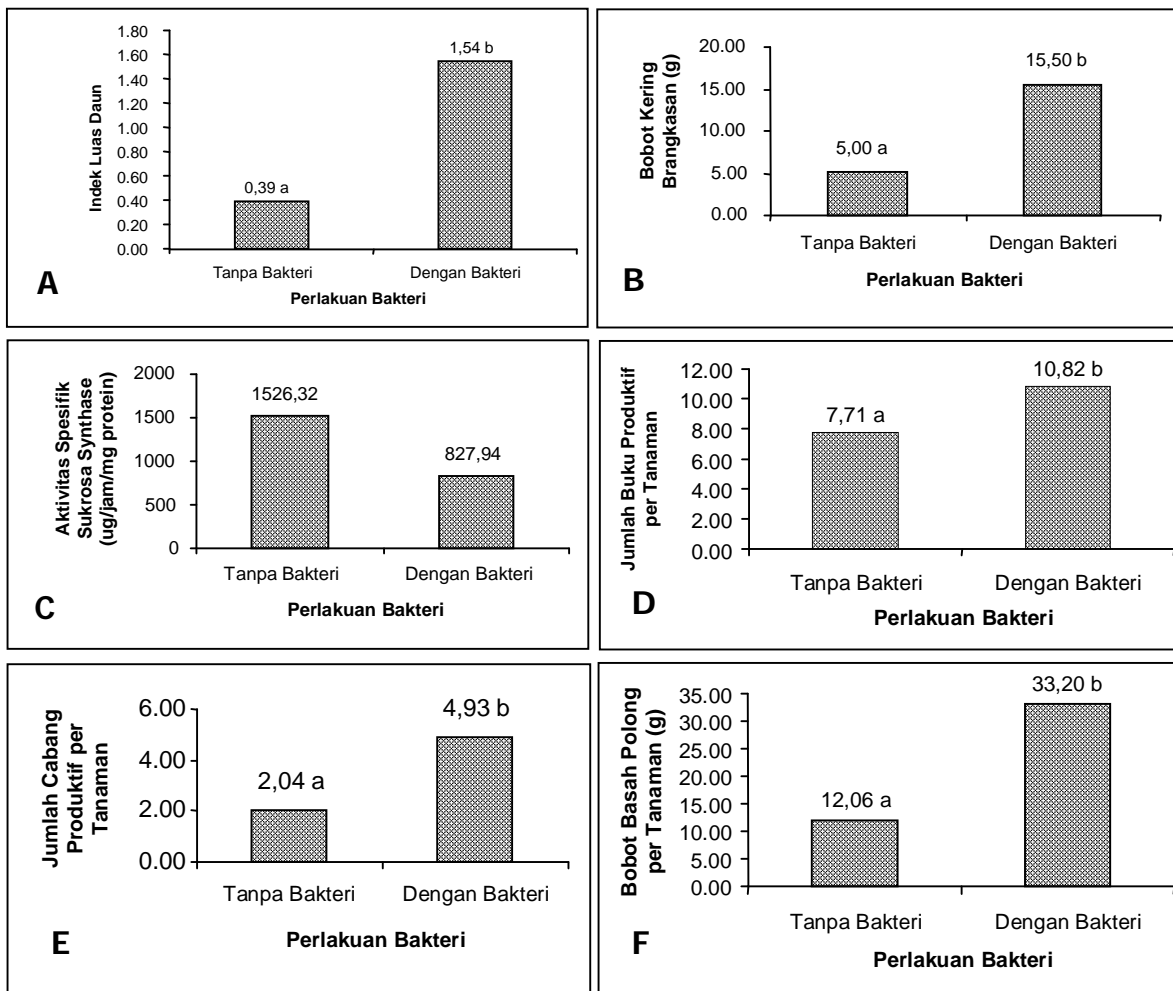 Indek Luas Daun
1.80
1.60
1.40
1.20
1.00
0.80
0.60
0.40
0.20
0.00
0,39 a
1,54 b
Tanpa Bakteri
Dengan Bakteri
Perlakuan Bakteri
A
Bobot Kering
Brangkasan (g)
20.00
15.00
10.00
5.00
0.00
5,00 a
15,50 b
Tanpa Bakteri
Dengan Bakteri
Perlakuan Bakteri
B
Aktivitas Spesifik
Sukrosa Synthase
(ug/jam/mg protein)
2000
1500
1000
500
0
1526,32
827,94
Tanpa Bakteri
Dengan Bakteri
Perlakuan Bakteri
C
Jumlah Buku Produktif
per Tanaman
12.00
10.00
8.00
6.00
4.00
2.00
0.00
7,71 a
10,82 b
Tanpa Bakteri
Dengan Bakteri
Perlakuan Bakteri
D
Jumlah Cabang
Produktif per
Tanaman
6.00
4.00
2.00
0.00
2,04 a
4,93 b
Tanpa Bakteri
Dengan Bakteri
Perlakuan Bakteri
E
Bobot Basah Polong
per Tanaman (g)
35.00
30.00
25.00
20.00
15.00
10.00
5.00
0.00
12,06 a
33,20 b
Tanpa Bakteri
Dengan Bakteri
Perlakuan Bakteri
F